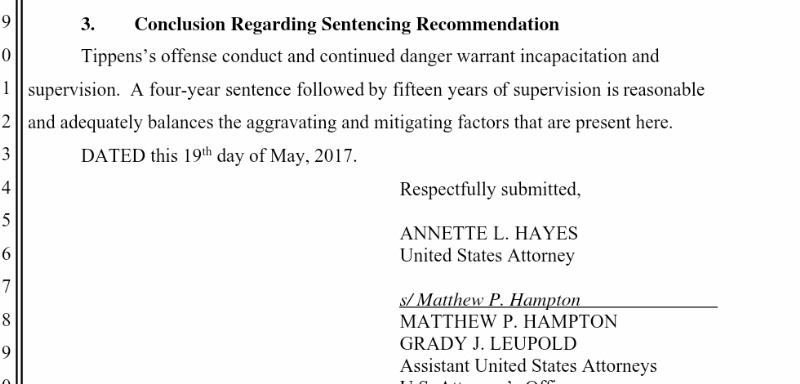 9 3. Conclusion Regarding Sentencing Recommendation
0 Tippens's offense conduct and continued danger warrant incapacitation and
1 supervision. A four-year sentence followed by fifteen years of supervision is reasonable
2 and adequately balances the aggravating and mitigating factors that are present here.
3 DATED this 19th day of May, 2017.
4 Respectfully submitted,
5 ANNETTE L. HAYES
6 United States Attorney
7 s/ Matthew P. Hampton
8 MATTHEW P. HAMPTON
9 GRADY J. LEUPOLD
Assistant United States Attorneys